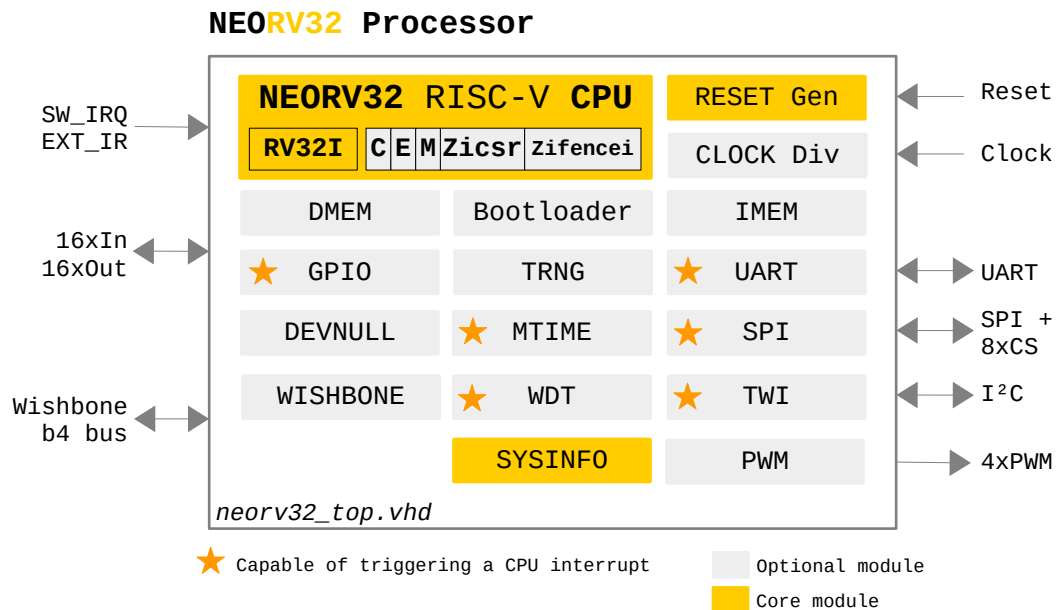 NEORV32 Processor
SW_IRQ
EXT_IR
16xIn
16xOut
Wishbone
b4 bus
NEORV32 RISC-V CPU
RV32I C E M Zicsr Zifencei
RESET Gen
CLOCK Div
DMEM Bootloader IMEM
GPIO TRNG UART
DEVNULL MTIME SPI
WISHBONE WDT TWI
SYSINFO PWM
neorv32_top.vhd
Reset
Clock
UART
SPI +
8xCS
I²C
4xPWM
Capable of triggering a CPU interrupt
Optional module
Core module